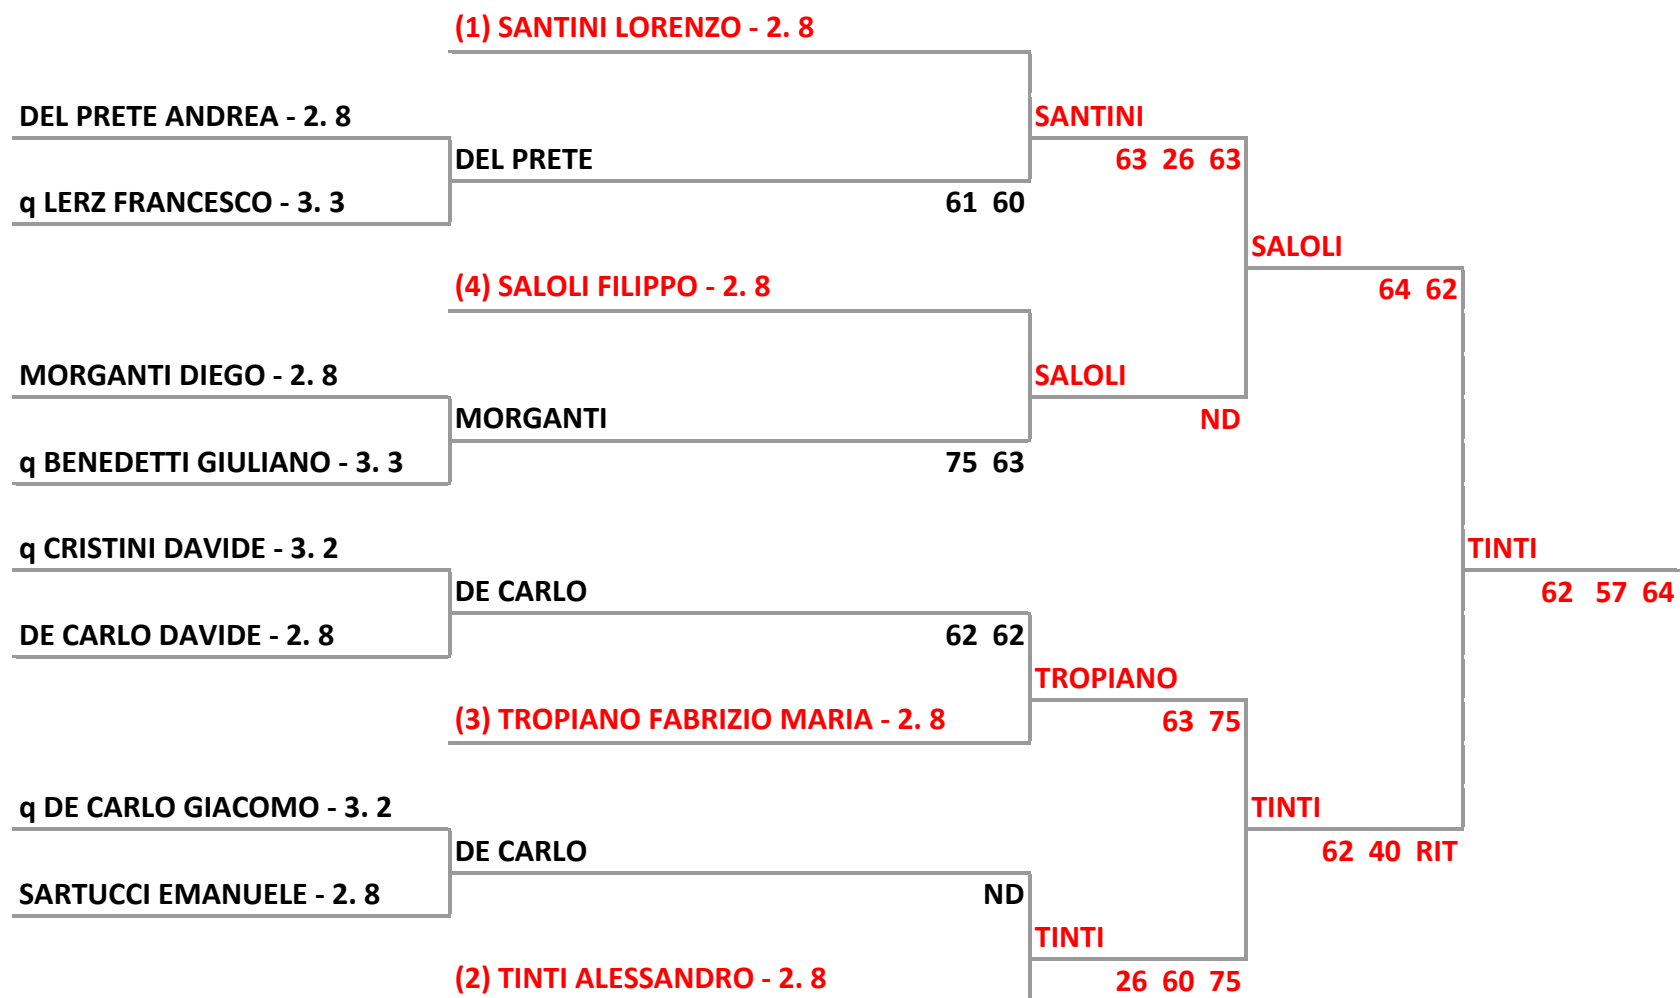 (1) SANTINI LORENZO - 2. 8
DEL PRETE ANDREA - 2. 8
SANTINI
DEL PRETE
63 26 63
q LERZ FRANCESCO - 3. 3
61 60
SALOLI
(4) SALOLI FILIPPO - 2. 8
64 62
MORGANTI DIEGO - 2. 8
SALOLI
MORGANTI
ND
q BENEDETTI GIULIANO - 3. 3
75 63
q CRISTINI DAVIDE - 3. 2
TINTI
DE CARLO
62 57 64
DE CARLO DAVIDE - 2. 8
62 62
TROPIANO
(3) TROPIANO FABRIZIO MARIA - 2. 8
63 75
q DE CARLO GIACOMO - 3. 2
TINTI
DE CARLO
62 40 RIT
SARTUCCI EMANUELE - 2. 8
ND
TINTI
(2) TINTI ALESSANDRO - 2. 8
26 60 75